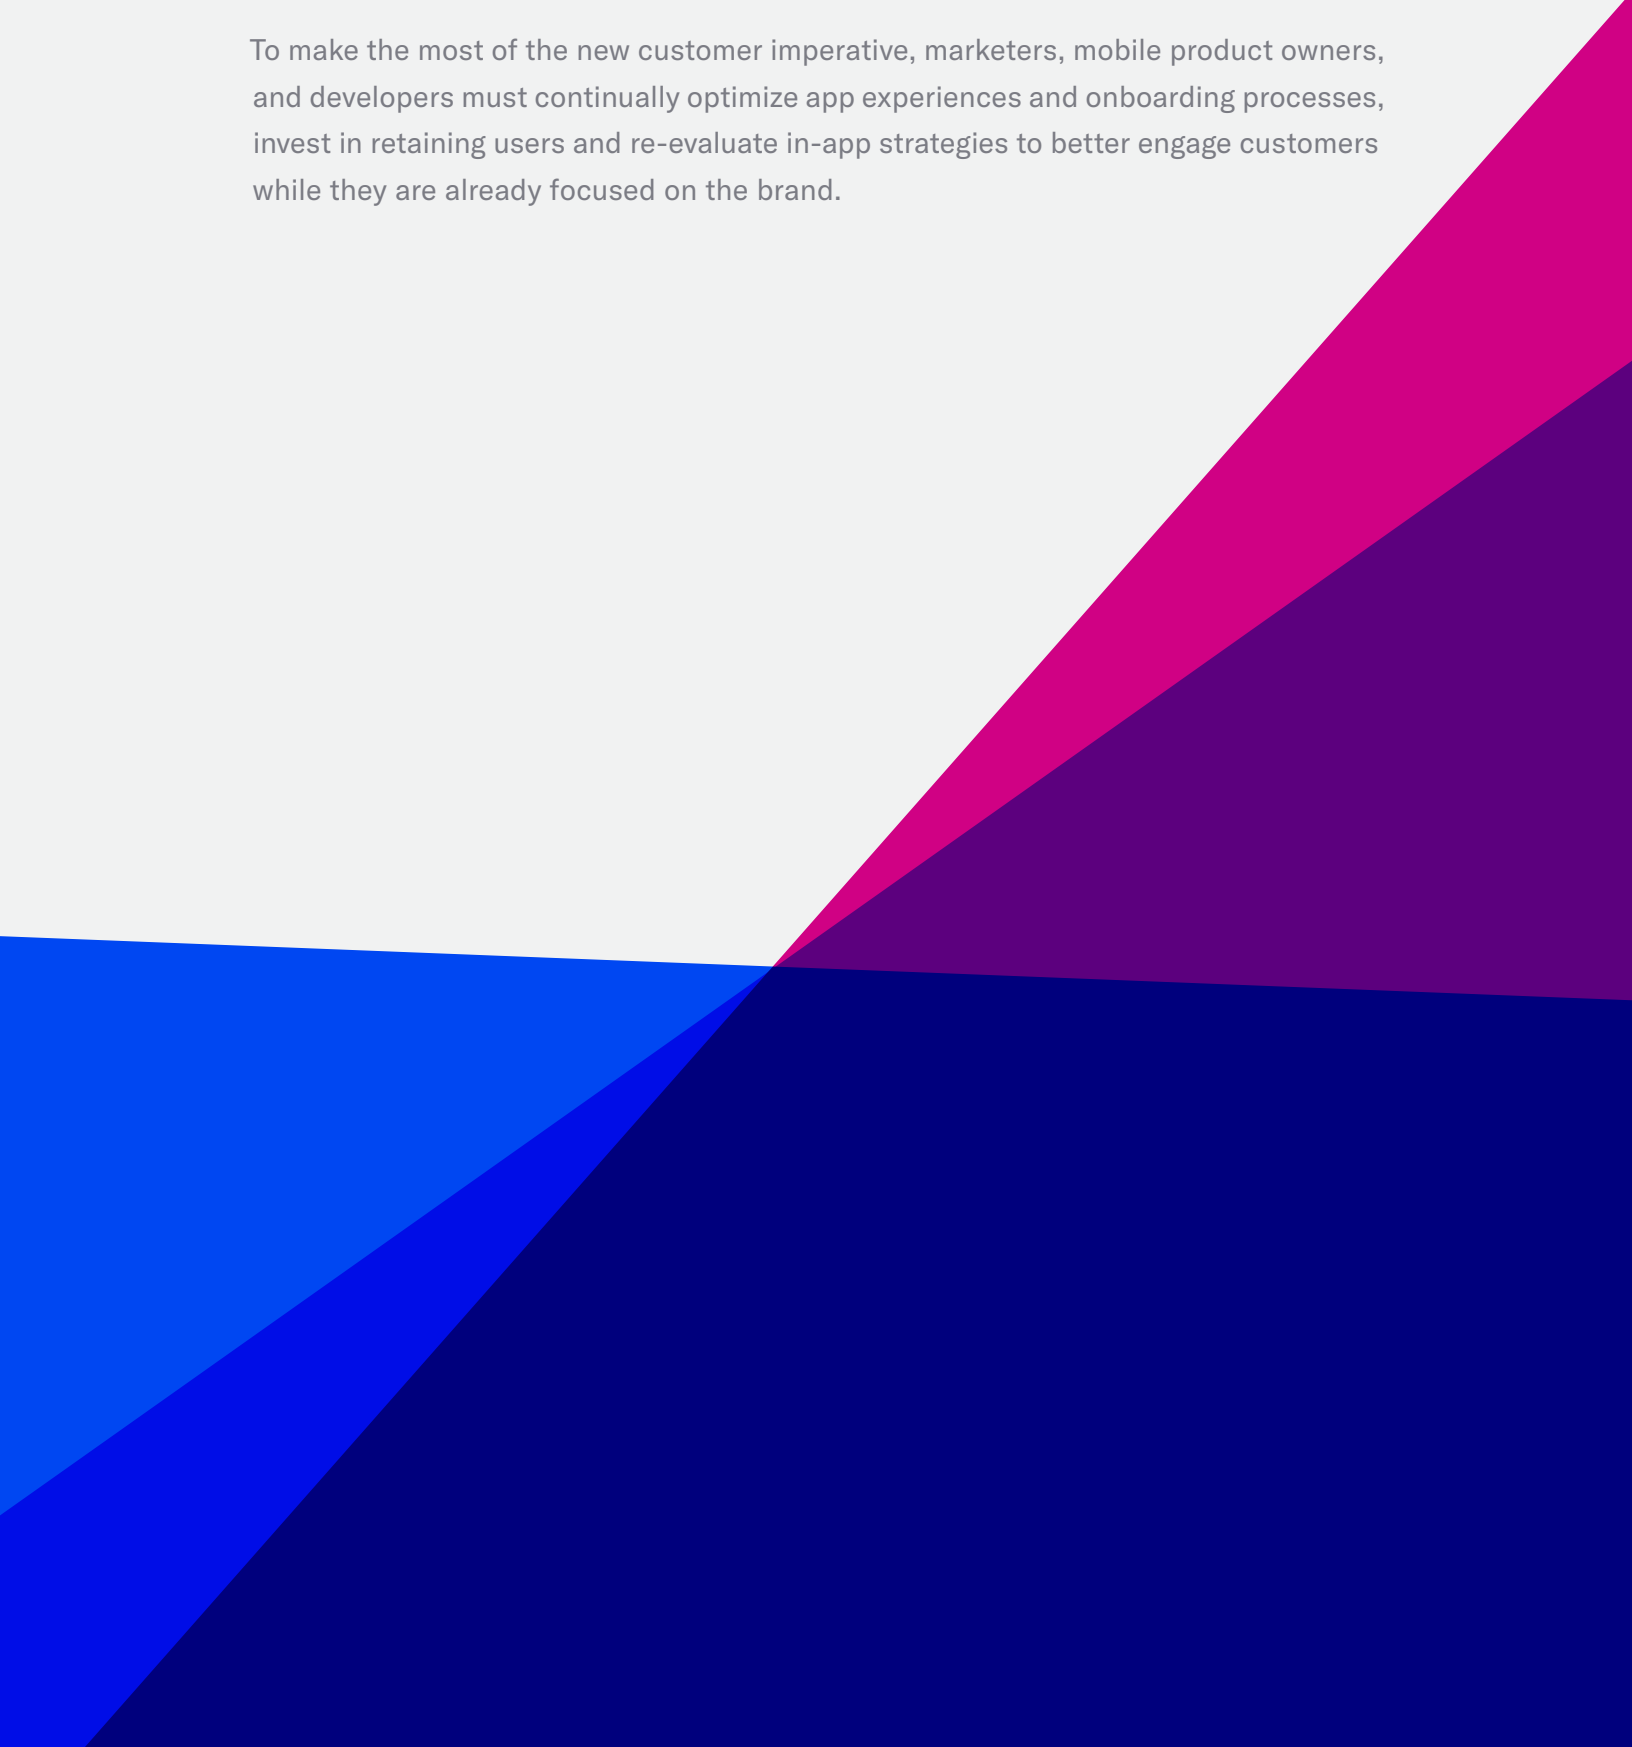 To make the most of the new customer imperative, marketers, mobile product owners,
and developers must continually optimize app experiences and onboarding processes,
invest in retaining users and re-evaluate in-app strategies to better engage customers
while they are already focused on the brand.